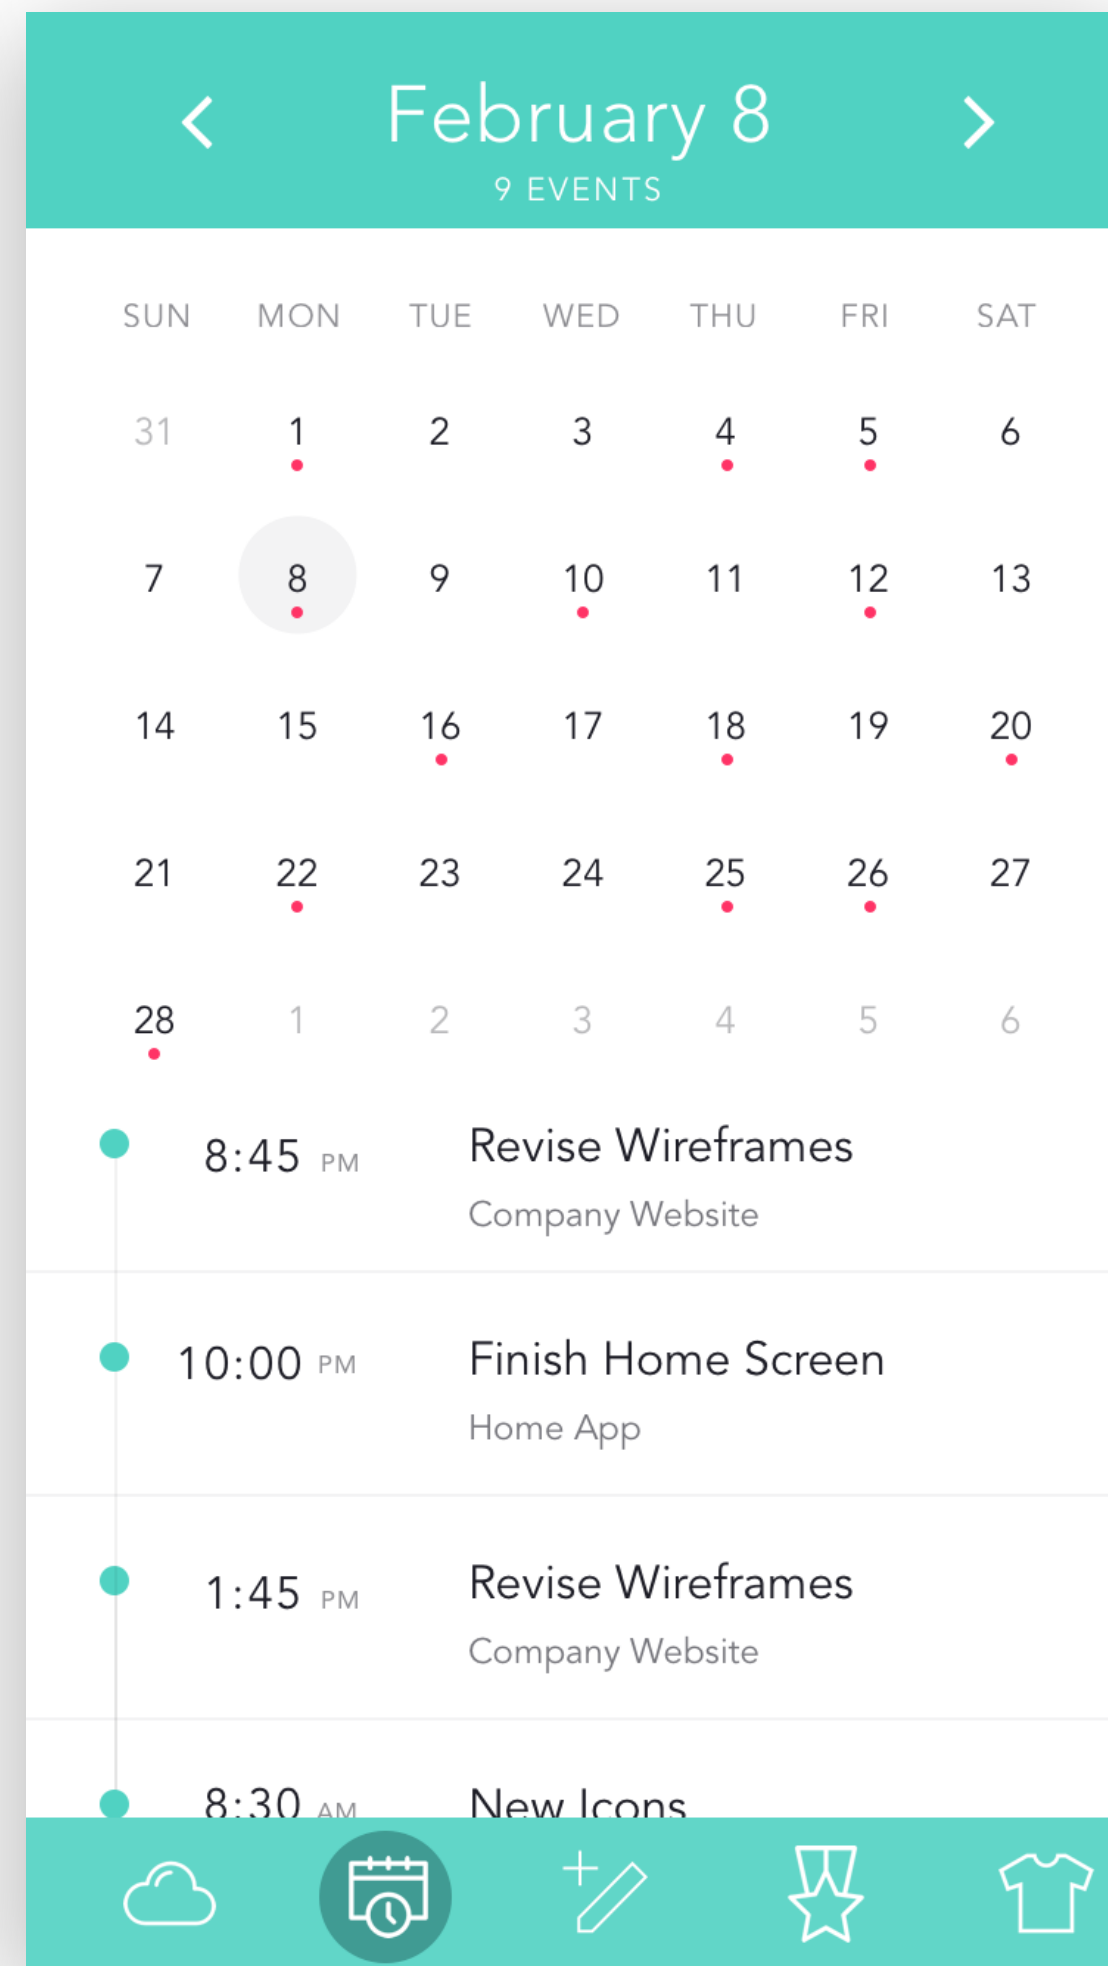 February 8
9 EVENTS
SUN MON TUE WED THU FRI SAT
31 1 2 3 4 5 6
7 8 9 10 11 12 13
14 15 16 17 18 19 20
21 22 23 24 25 26 27
28 1 2 3 4 5 6
8:45 PM Revise Wireframes
Company Website
10:00 PM Finish Home Screen
Home App
1:45 PM Revise Wireframes
Company Website
8:30 AM New Icons